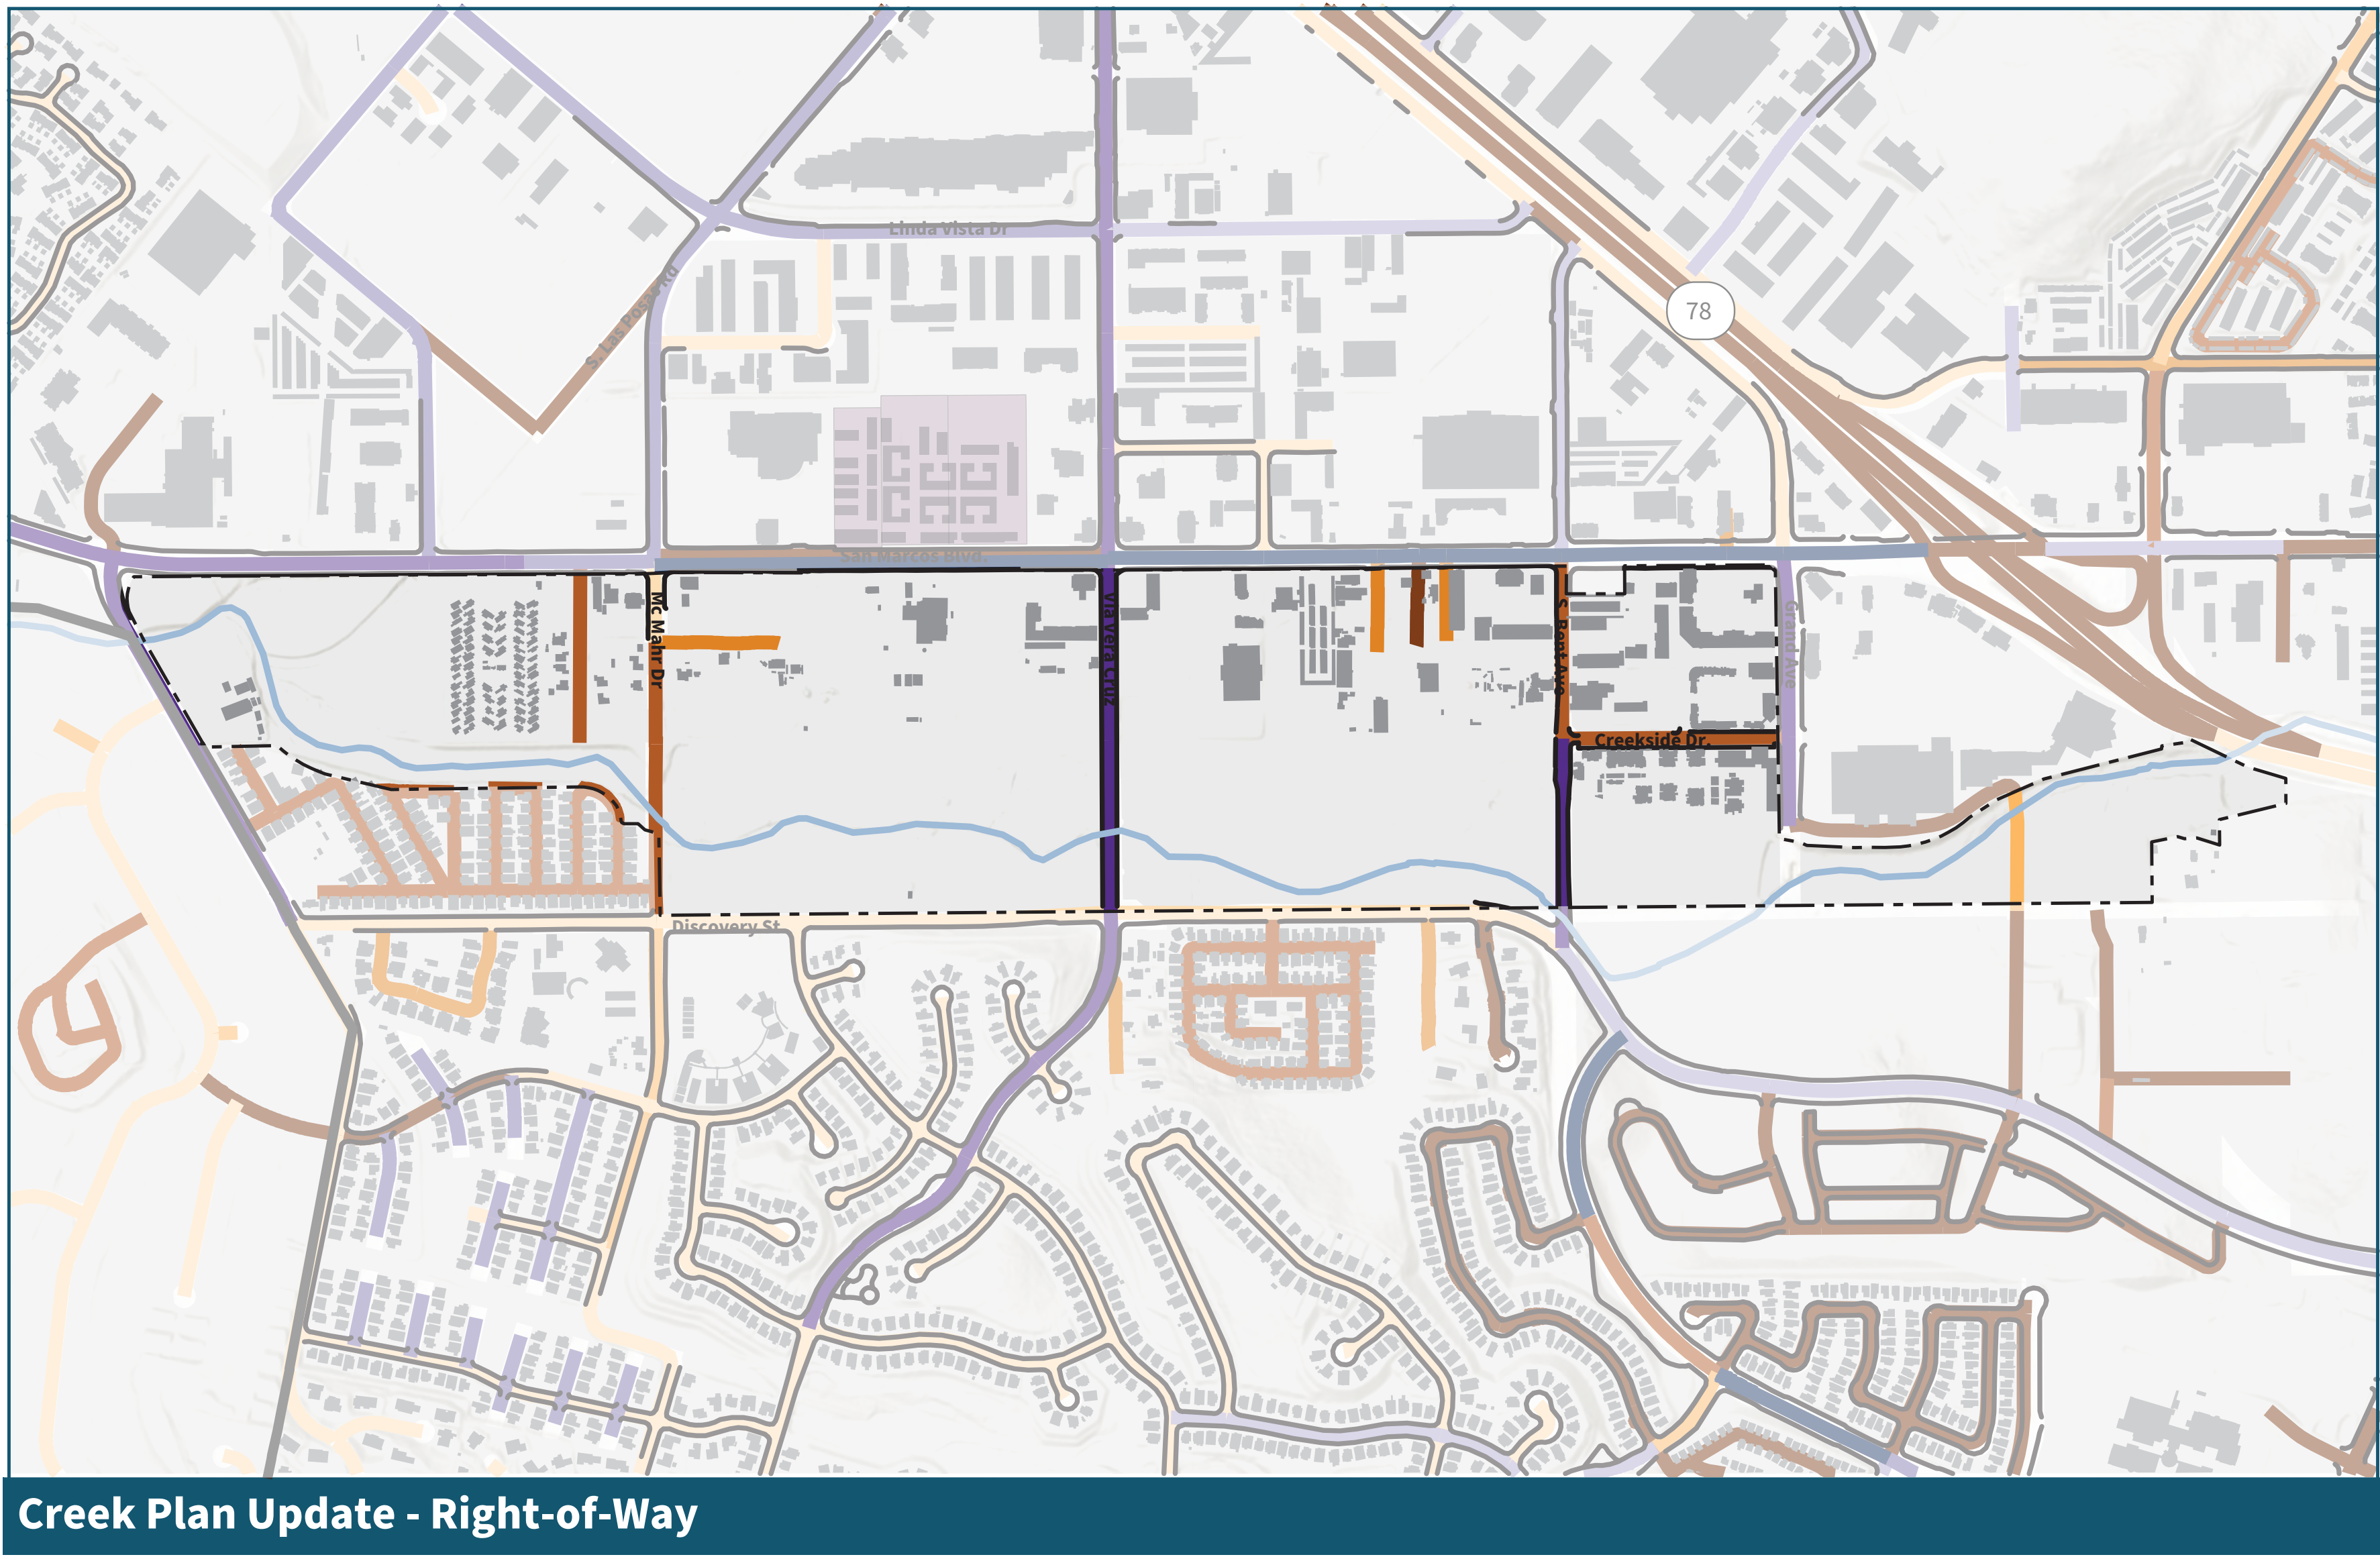 Linda Vista Dr
S. Las Posas Rd
78
San Marcos Blvd.
Mc Mahr Dr
Via Vera Cruz
S Bent Ave
Grand Ave
Creekside Dr.
Discovery St
Creek Plan Update - Right-of-Way